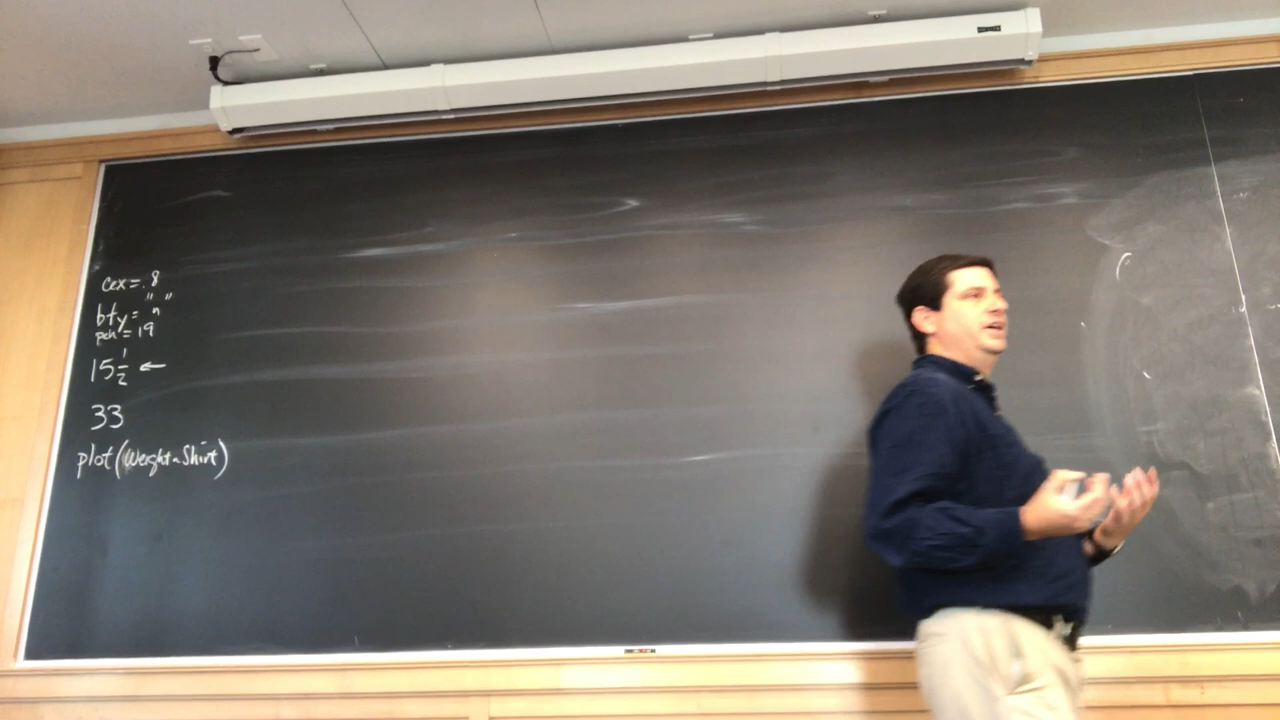 cex = .8
bty = "n"
pch = 19
15 1/2 ←
33
plot(Weight~Shirt)